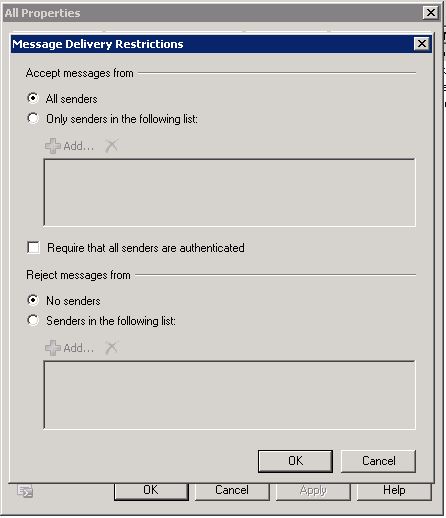 All Properties
Message Delivery Restrictions
Accept messages from
All senders
Only senders in the following list:
Add...
Require that all senders are authenticated
Reject messages from
No senders
Senders in the following list:
Add...
OK Cancel
OK Cancel Apply Help